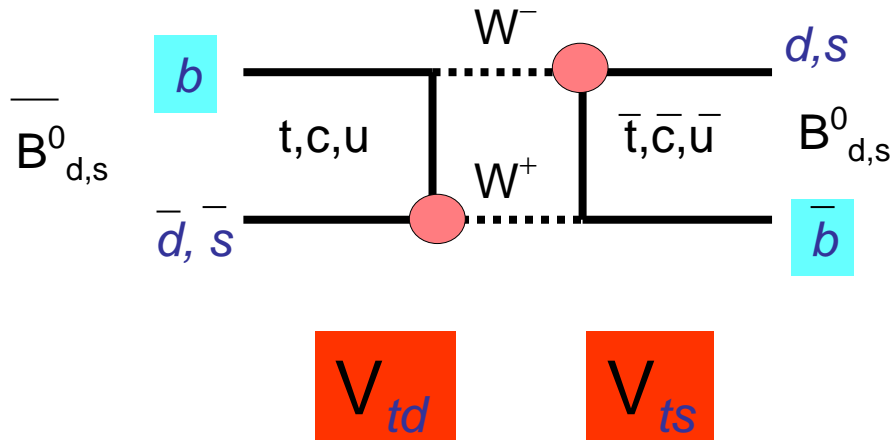 W⁻
b
d,s
B̅⁰d,s
t,c,u
t̅,c̅,u̅
B⁰d,s
W⁺
d̅, s̅
b̅
Vtd
Vts